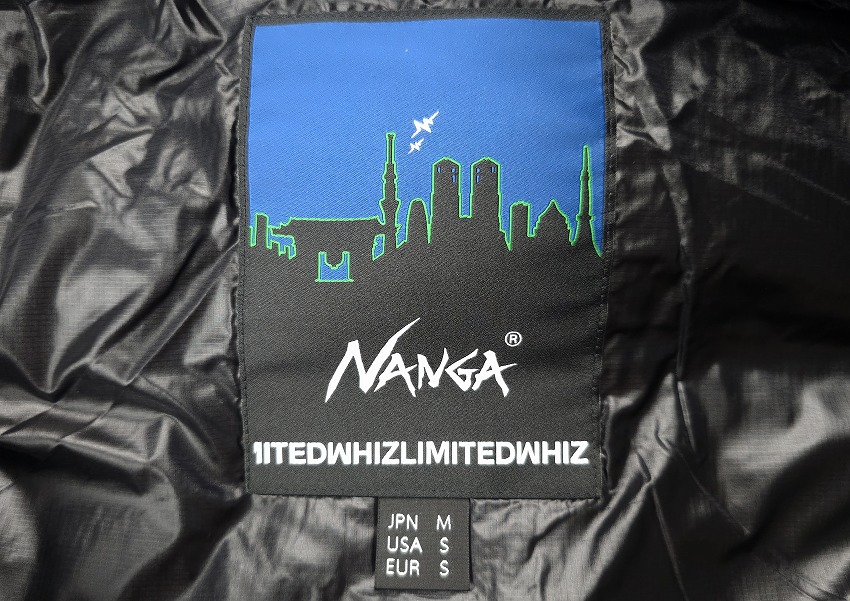 NANGA®
IITEDWHIZLIMITEDWHIZ
JPN M
USA S
EUR S